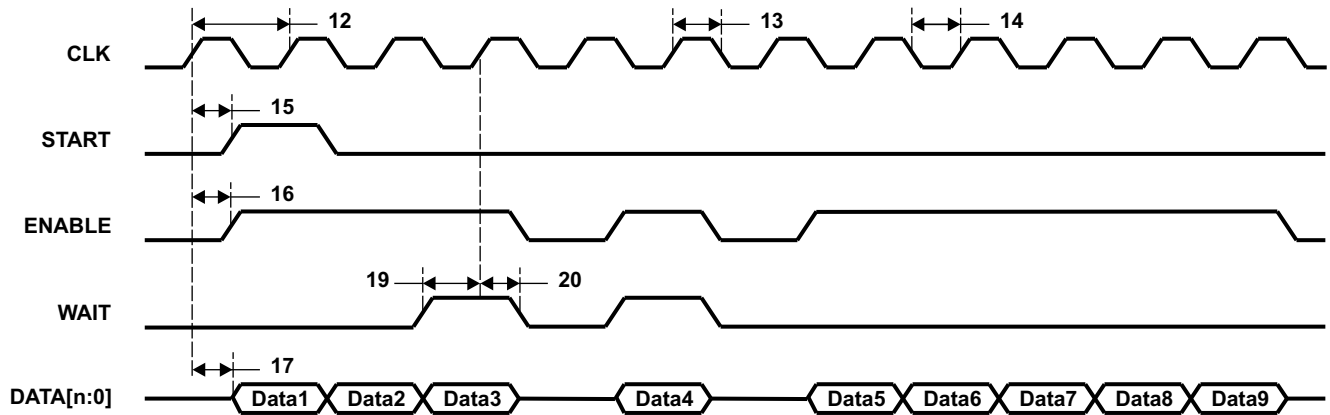 12 13 14
CLK
15
START
16
ENABLE
19 20
WAIT
17
DATA[n:0] Data1 Data2 Data3 Data4 Data5 Data6 Data7 Data8 Data9